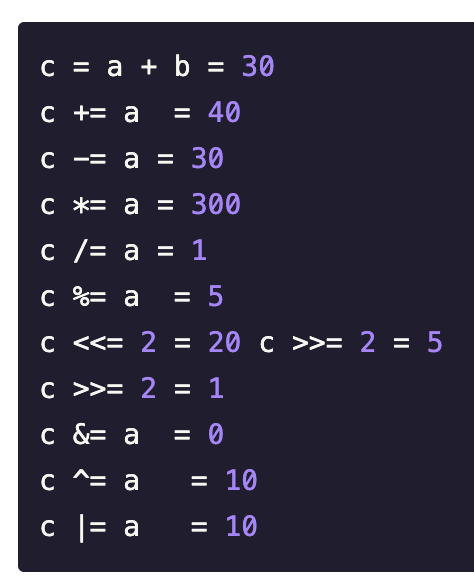 c = a + b = 30
c += a  = 40
c -= a = 30
c *= a = 300
c /= a = 1
c %= a  = 5
c <<= 2 = 20 c >>= 2 = 5
c >>= 2 = 1
c &= a  = 0
c ^= a   = 10
c |= a   = 10